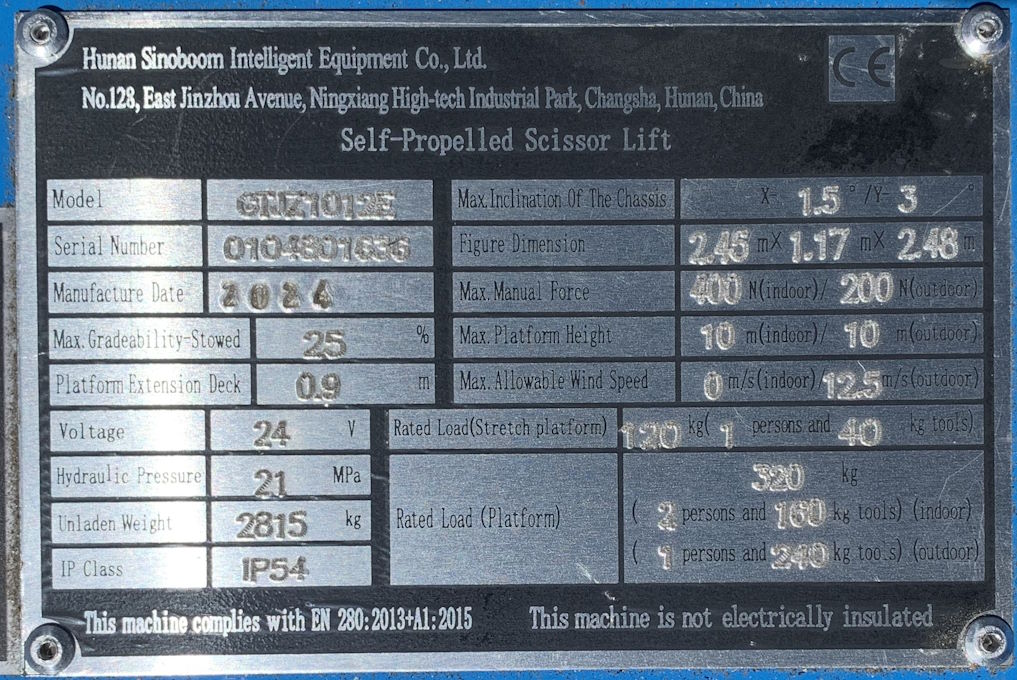 Hunan Sinoboom Intelligent Equipment Co., Ltd.
CE
No.128, East Jinzhou Avenue, Ningxiang High-tech Industrial Park, Changsha, Hunan, China
Self-Propelled Scissor Lift
Model GTJZ1012E Max. Inclination Of The Chassis X- 1.5 ° /Y- 3 °
Serial Number 0104801636 Figure Dimension 2.45 mX 1.17 mX 2.48 m
Manufacture Date 2024 Max. Manual Force 400 N(indoor)/ 200 N(outdoor)
Max. Gradeability-Stowed 25 % Max. Platform Height 10 m(indoor)/ 10 m(outdoor)
Platform Extension Deck 0.9 m Max. Allowable Wind Speed 0 m/s(indoor)/12.5m/s(outdoor)
Voltage 24 V Rated Load(Stretch platform) 120 kg( 1 persons and 40 kg tools)
Hydraulic Pressure 21 MPa 320 kg
Unladen Weight 2815 kg Rated Load (Platform) ( 2 persons and 160 kg tools) (indoor)
IP Class IP54 ( 1 persons and 240 kg tools) (outdoor)
This machine complies with EN 280:2013+A1:2015 This machine is not electrically insulated